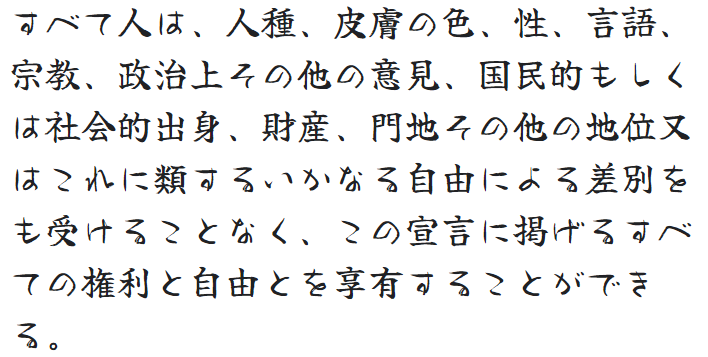 すべて人は、人種、皮膚の色、性、言語、
宗教、政治上その他の意見、国民的もしく
は社会的出身、財産、門地その他の地位又
はこれに類するいかなる自由による差別を
も受けることなく、この宣言に掲げるすべ
ての権利と自由とを享有することができ
る。